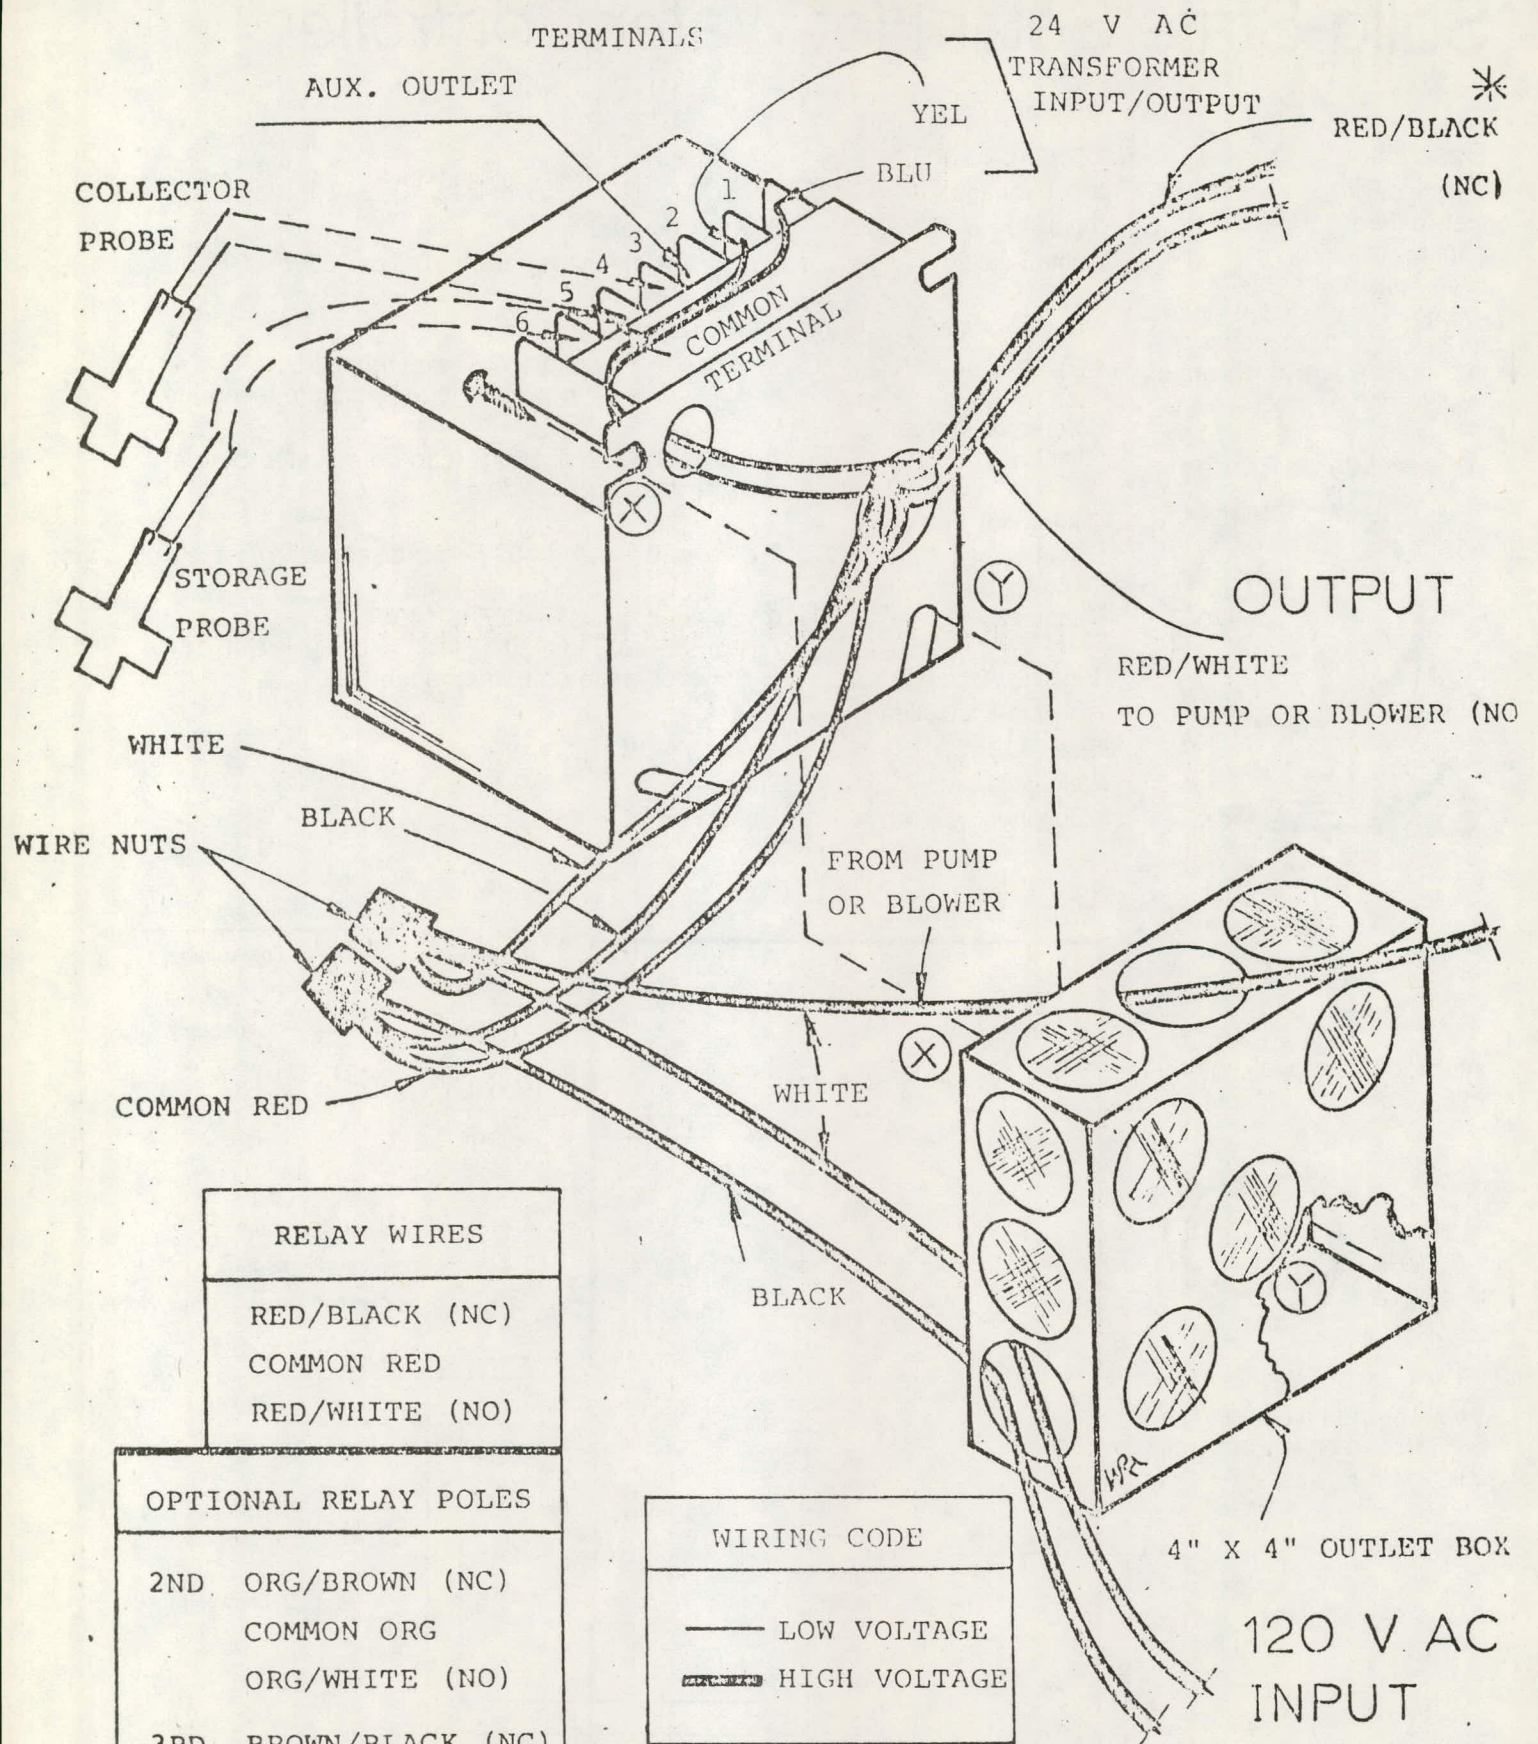 TERMINALS
24 V AC
TRANSFORMER
INPUT/OUTPUT
AUX. OUTLET
YEL
BLU
RED/BLACK
(NC)
COLLECTOR
PROBE
1
2
3
4
5
6
COMMON
TERMINAL
X
Y
STORAGE
PROBE
OUTPUT
RED/WHITE
TO PUMP OR BLOWER (NO
WHITE
BLACK
WIRE NUTS
FROM PUMP
OR BLOWER
X
WHITE
COMMON RED
BLACK
Y
RELAY WIRES
RED/BLACK (NC)
COMMON RED
RED/WHITE (NO)
OPTIONAL RELAY POLES
2ND ORG/BROWN (NC)
COMMON ORG
ORG/WHITE (NO)
3RD BROWN/BLACK (NC)
WIRING CODE
LOW VOLTAGE
HIGH VOLTAGE
4" X 4" OUTLET BOX
120 V AC
INPUT